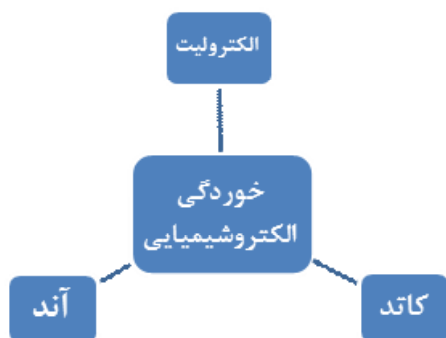 الکترولیت
خوردگی
الکتروشیمیایی
آند
کاتد